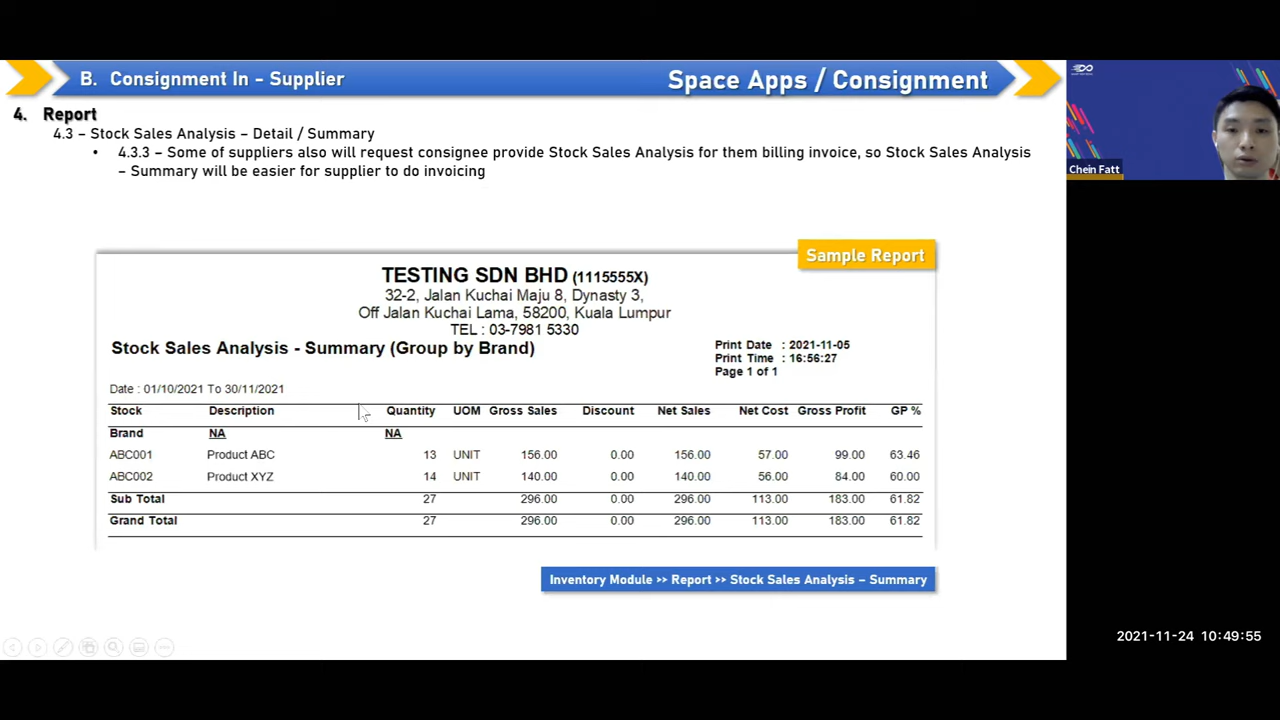 B. Consignment In - Supplier
Space Apps / Consignment
4. Report
4.3 – Stock Sales Analysis – Detail / Summary
• 4.3.3 – Some of suppliers also will request consignee provide Stock Sales Analysis for them billing invoice, so Stock Sales Analysis
– Summary will be easier for supplier to do invoicing
Chein Fatt
Sample Report
TESTING SDN BHD (1115555X)
32-2, Jalan Kuchai Maju 8, Dynasty 3,
Off Jalan Kuchai Lama, 58200, Kuala Lumpur
TEL : 03-7981 5330
Stock Sales Analysis - Summary (Group by Brand)
Print Date : 2021-11-05
Print Time : 16:56:27
Page 1 of 1
Date : 01/10/2021 To 30/11/2021
Stock Description Quantity UOM Gross Sales Discount Net Sales Net Cost Gross Profit GP %
Brand NA NA
ABC001 Product ABC 13 UNIT 156.00 0.00 156.00 57.00 99.00 63.46
ABC002 Product XYZ 14 UNIT 140.00 0.00 140.00 56.00 84.00 60.00
Sub Total 27 296.00 0.00 296.00 113.00 183.00 61.82
Grand Total 27 296.00 0.00 296.00 113.00 183.00 61.82
Inventory Module >> Report >> Stock Sales Analysis – Summary
2021-11-24 10:49:55